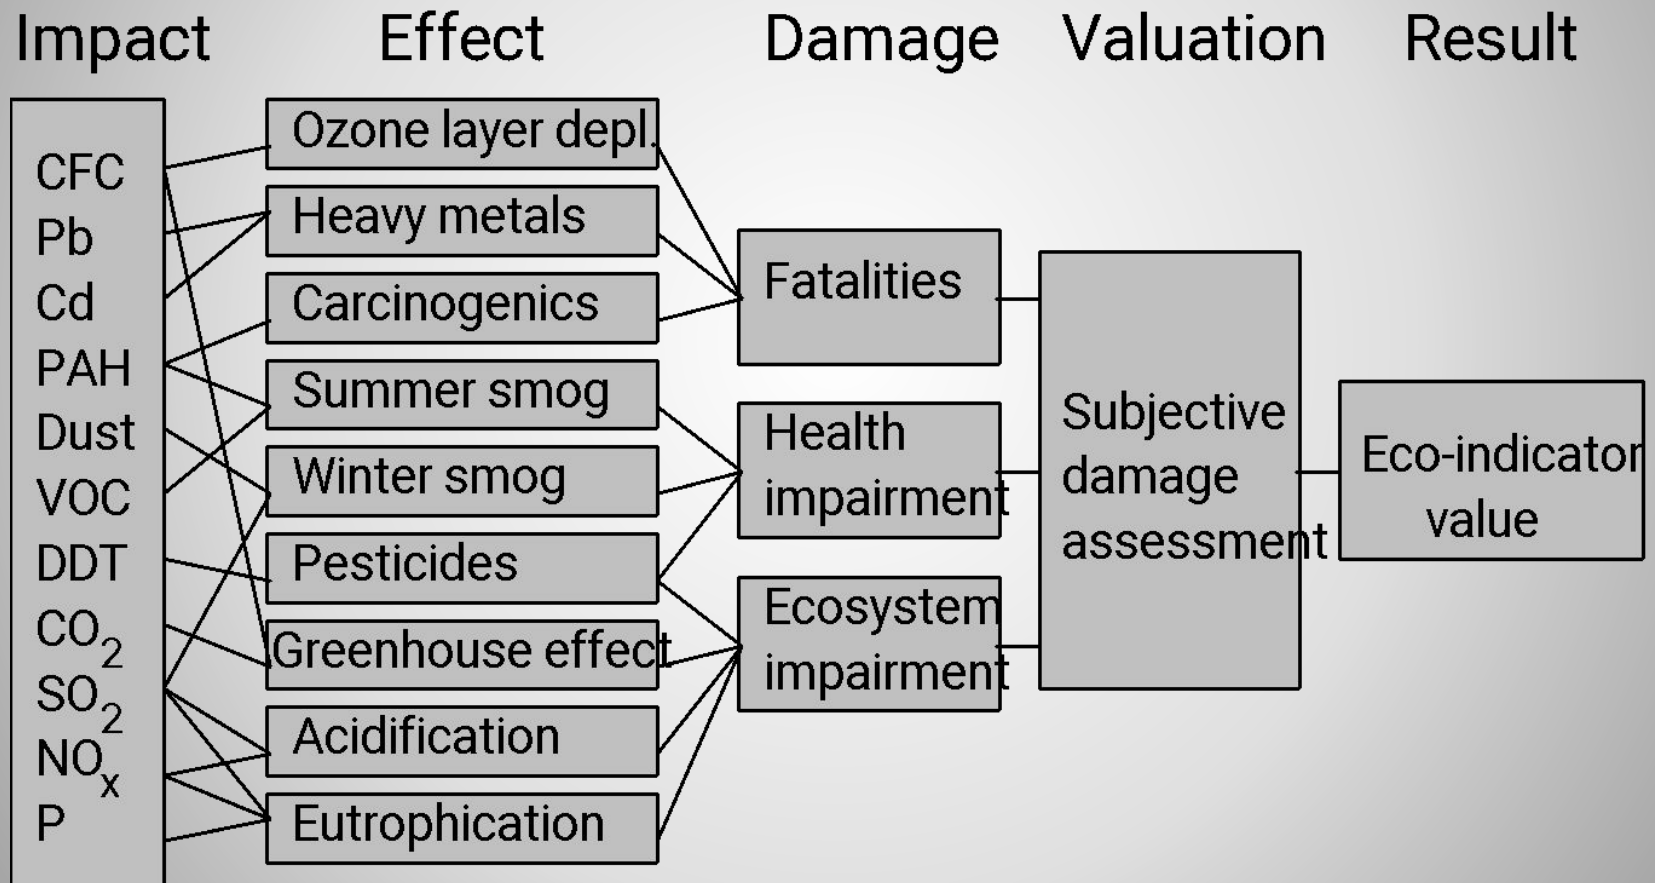 Impact Effect Damage Valuation Result
CFC
Pb
Cd
PAH
Dust
VOC
DDT
CO₂
SO₂
NOₓ
P
Ozone layer depl.
Heavy metals
Carcinogenics
Summer smog
Winter smog
Pesticides
Greenhouse effect
Acidification
Eutrophication
Fatalities
Health
impairment
Ecosystem
impairment
Subjective
damage
assessment
Eco-indicator
value